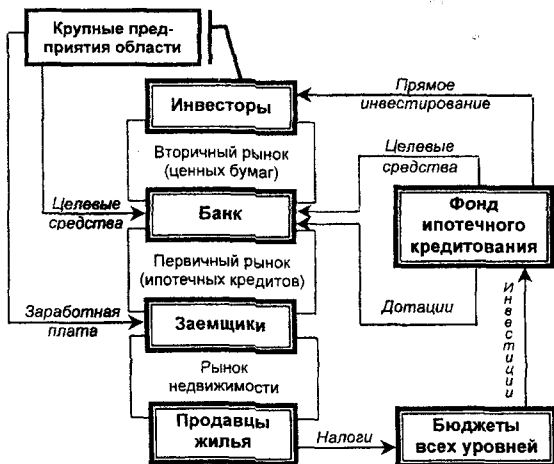 Крупные пред-
приятия области
Прямое
инвестирование
Инвесторы
Вторичный рынок
(ценных бумаг)
Целевые
средства
Целевые
средства
Банк
Фонд
ипотечного
кредитования
Первичный рынок
(ипотечных кредитов)
Заработная
плата
Заемщики
Дотации
Инвестиции
Рынок
недвижимости
Продавцы
жилья
Налоги
Бюджеты
всех уровней